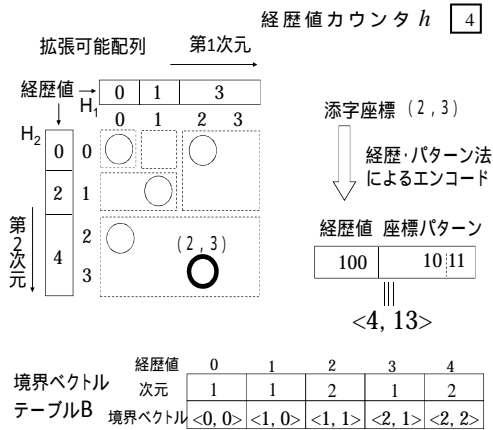 経歴値カウンタ h 4
拡張可能配列 第1次元
経歴値 H1 0 1 3
0 1 2 3
H2
0 0
2 1
4 2
3
第2次元
(2,3)
添字座標 (2,3)
経歴・パターン法
によるエンコード
経歴値 座標パターン
100 10 11
<4, 13>
境界ベクトル
テーブルB
経歴値 0 1 2 3 4
次元 1 1 2 1 2
境界ベクトル <0, 0> <1, 0> <1, 1> <2, 1> <2, 2>